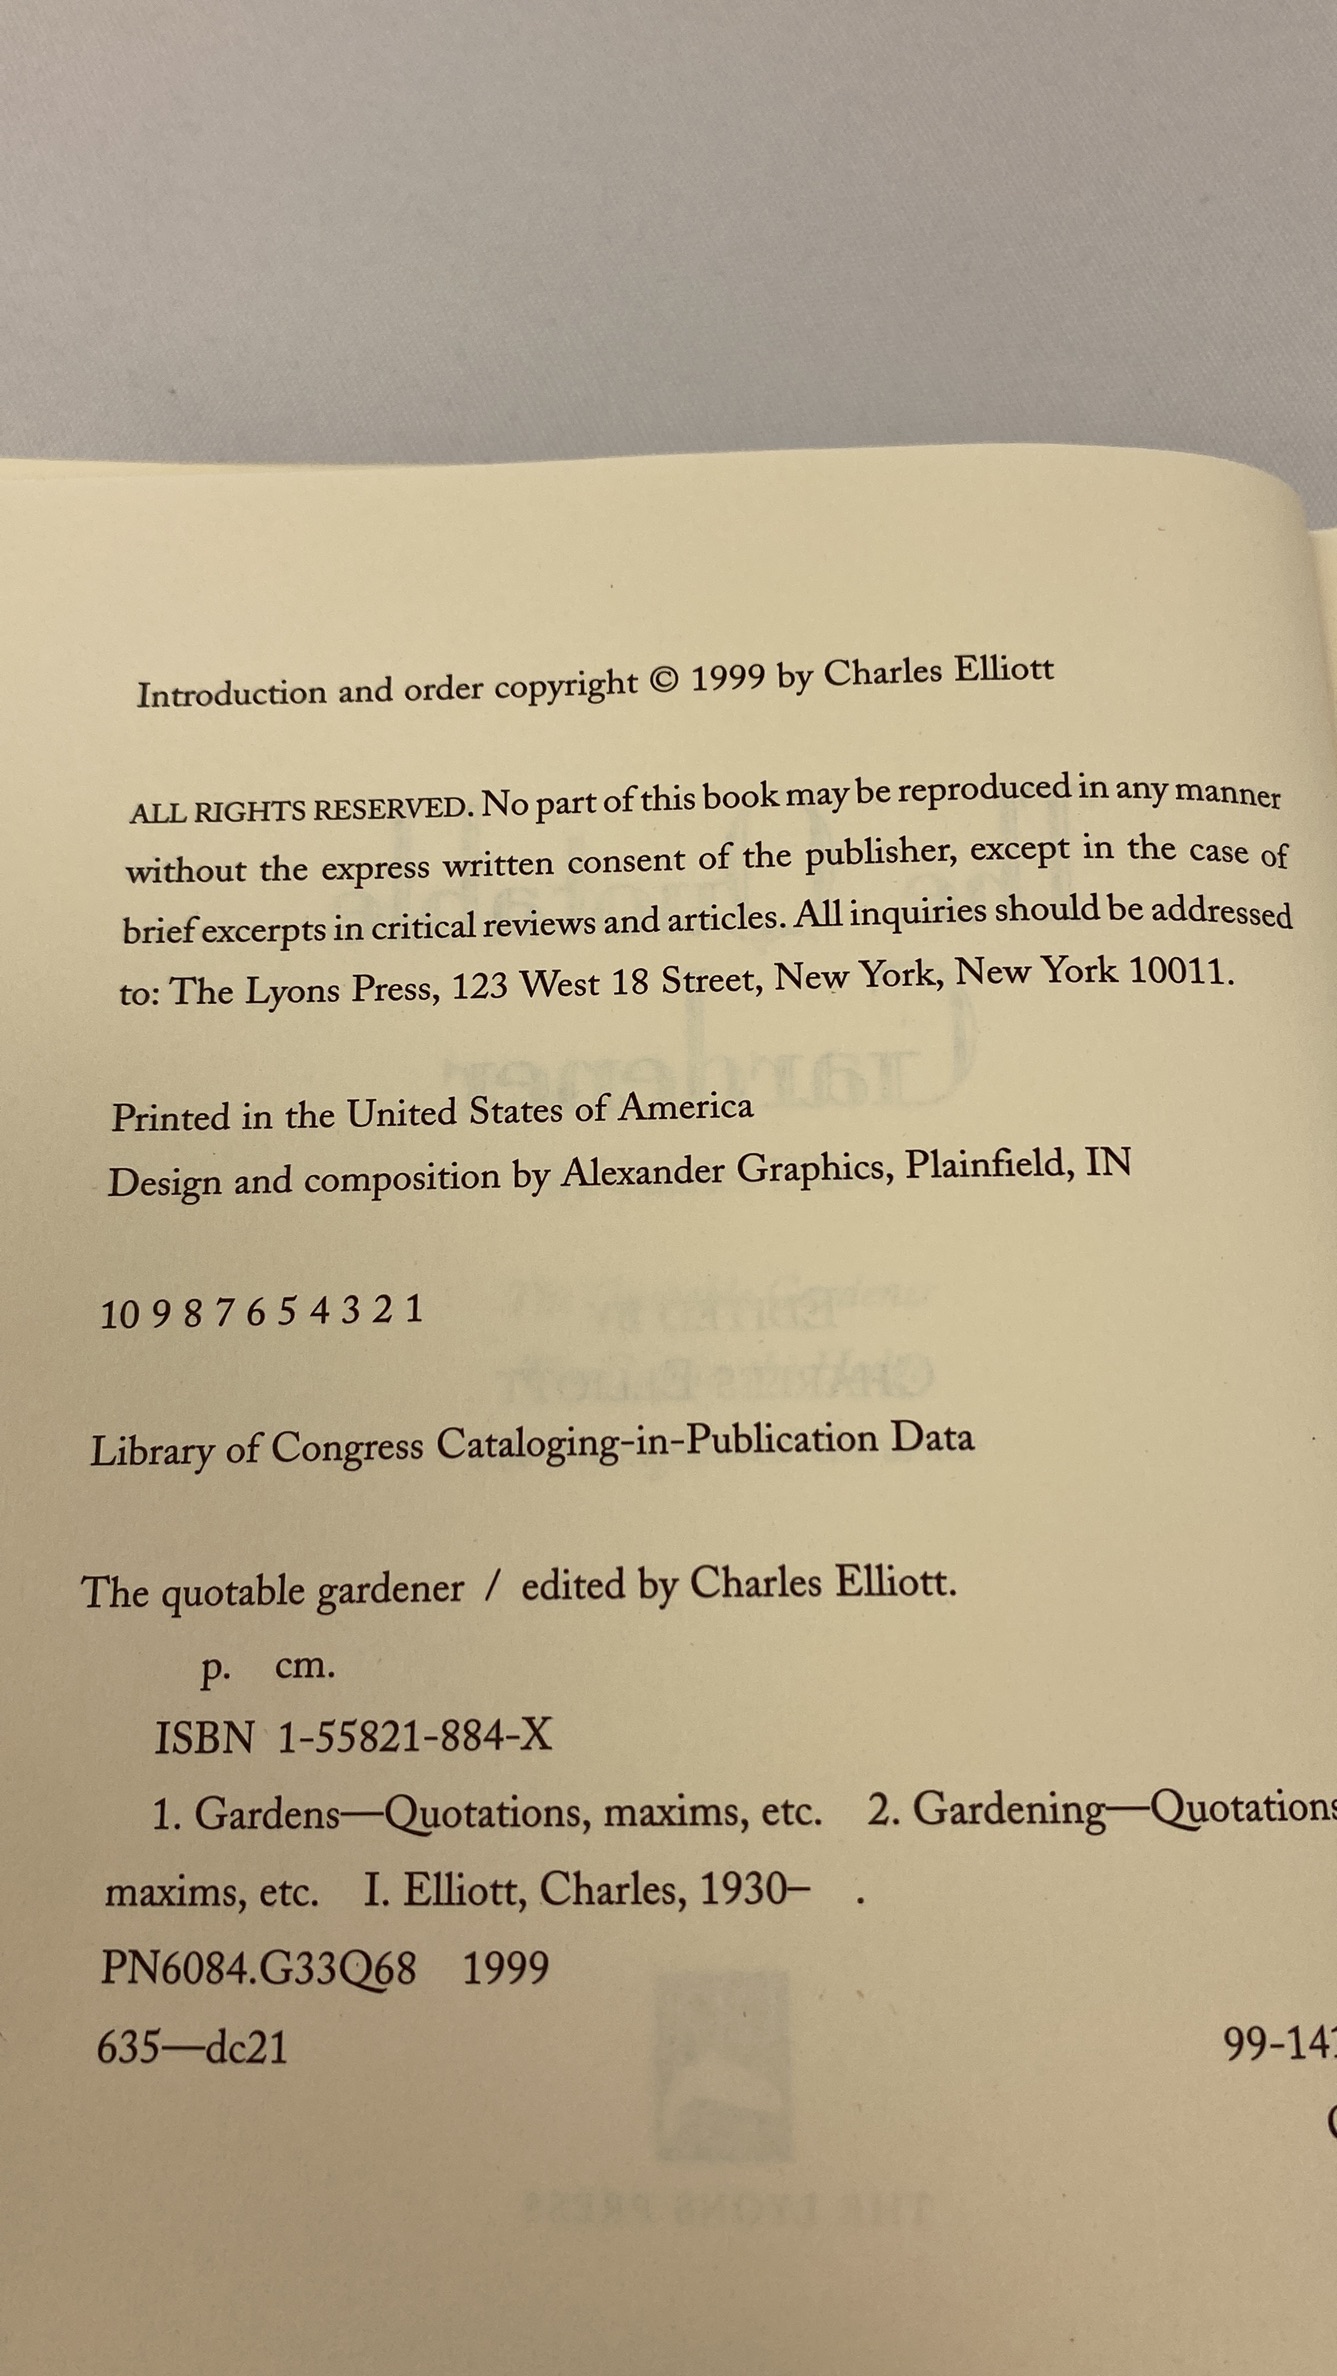 Introduction and order copyright © 1999 by Charles Elliott
ALL RIGHTS RESERVED. No part of this book may be reproduced in any manner
without the express written consent of the publisher, except in the case of
brief excerpts in critical reviews and articles. All inquiries should be addressed
to: The Lyons Press, 123 West 18 Street, New York, New York 10011.
Printed in the United States of America
Design and composition by Alexander Graphics, Plainfield, IN
10 9 8 7 6 5 4 3 2 1
Library of Congress Cataloging-in-Publication Data
The quotable gardener / edited by Charles Elliott.
p. cm.
ISBN 1-55821-884-X
1. Gardens—Quotations, maxims, etc. 2. Gardening—Quotations
maxims, etc. I. Elliott, Charles, 1930– .
PN6084.G33Q68 1999
635—dc21